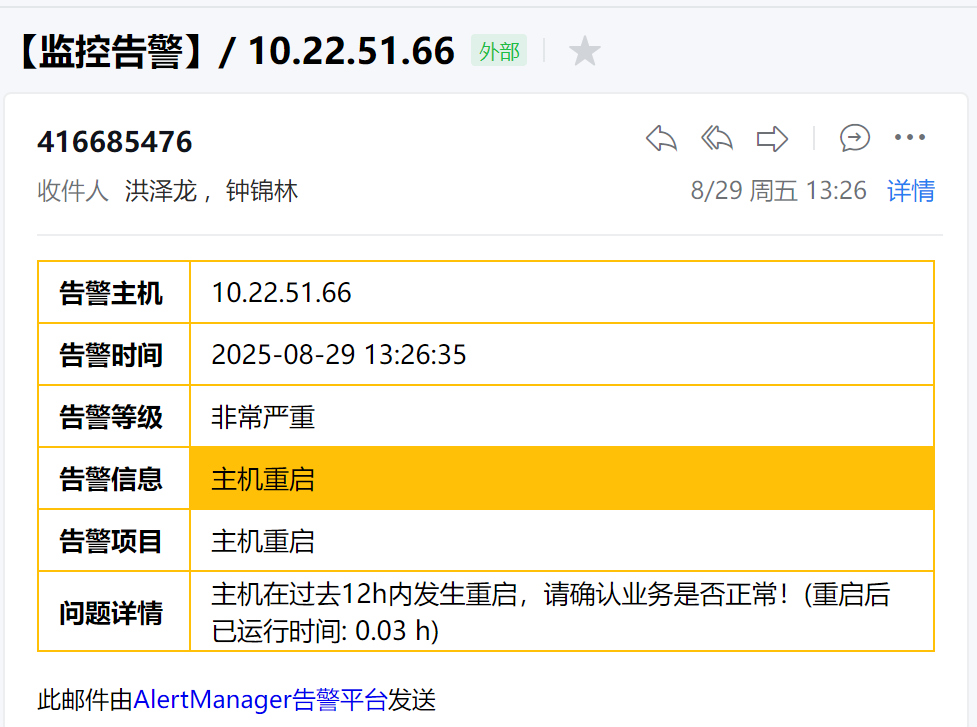 【监控告警】/ 10.22.51.66 外部
416685476
收件人 洪泽龙，钟锦林 8/29 周五 13:26 详情
告警主机 10.22.51.66
告警时间 2025-08-29 13:26:35
告警等级 非常严重
告警信息 主机重启
告警项目 主机重启
问题详情 主机在过去12h内发生重启，请确认业务是否正常！(重启后
已运行时间: 0.03 h)
此邮件由AlertManager告警平台发送